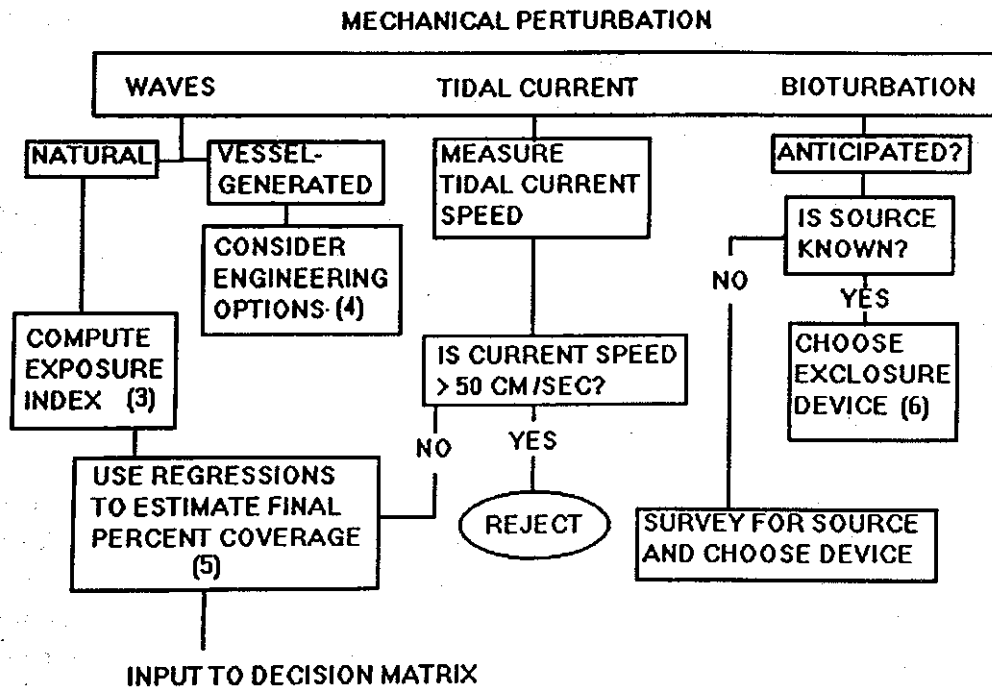 MECHANICAL PERTURBATION
WAVES
TIDAL CURRENT
BIOTURBATION
NATURAL
VESSEL-
GENERATED
CONSIDER
ENGINEERING
OPTIONS (4)
COMPUTE
EXPOSURE
INDEX (3)
USE REGRESSIONS
TO ESTIMATE FINAL
PERCENT COVERAGE
(5)
INPUT TO DECISION MATRIX
MEASURE
TIDAL CURRENT
SPEED
IS CURRENT SPEED
> 50 CM/SEC?
NO
YES
REJECT
ANTICIPATED?
IS SOURCE
KNOWN?
NO
YES
CHOOSE
EXCLOSURE
DEVICE (6)
SURVEY FOR SOURCE
AND CHOOSE DEVICE